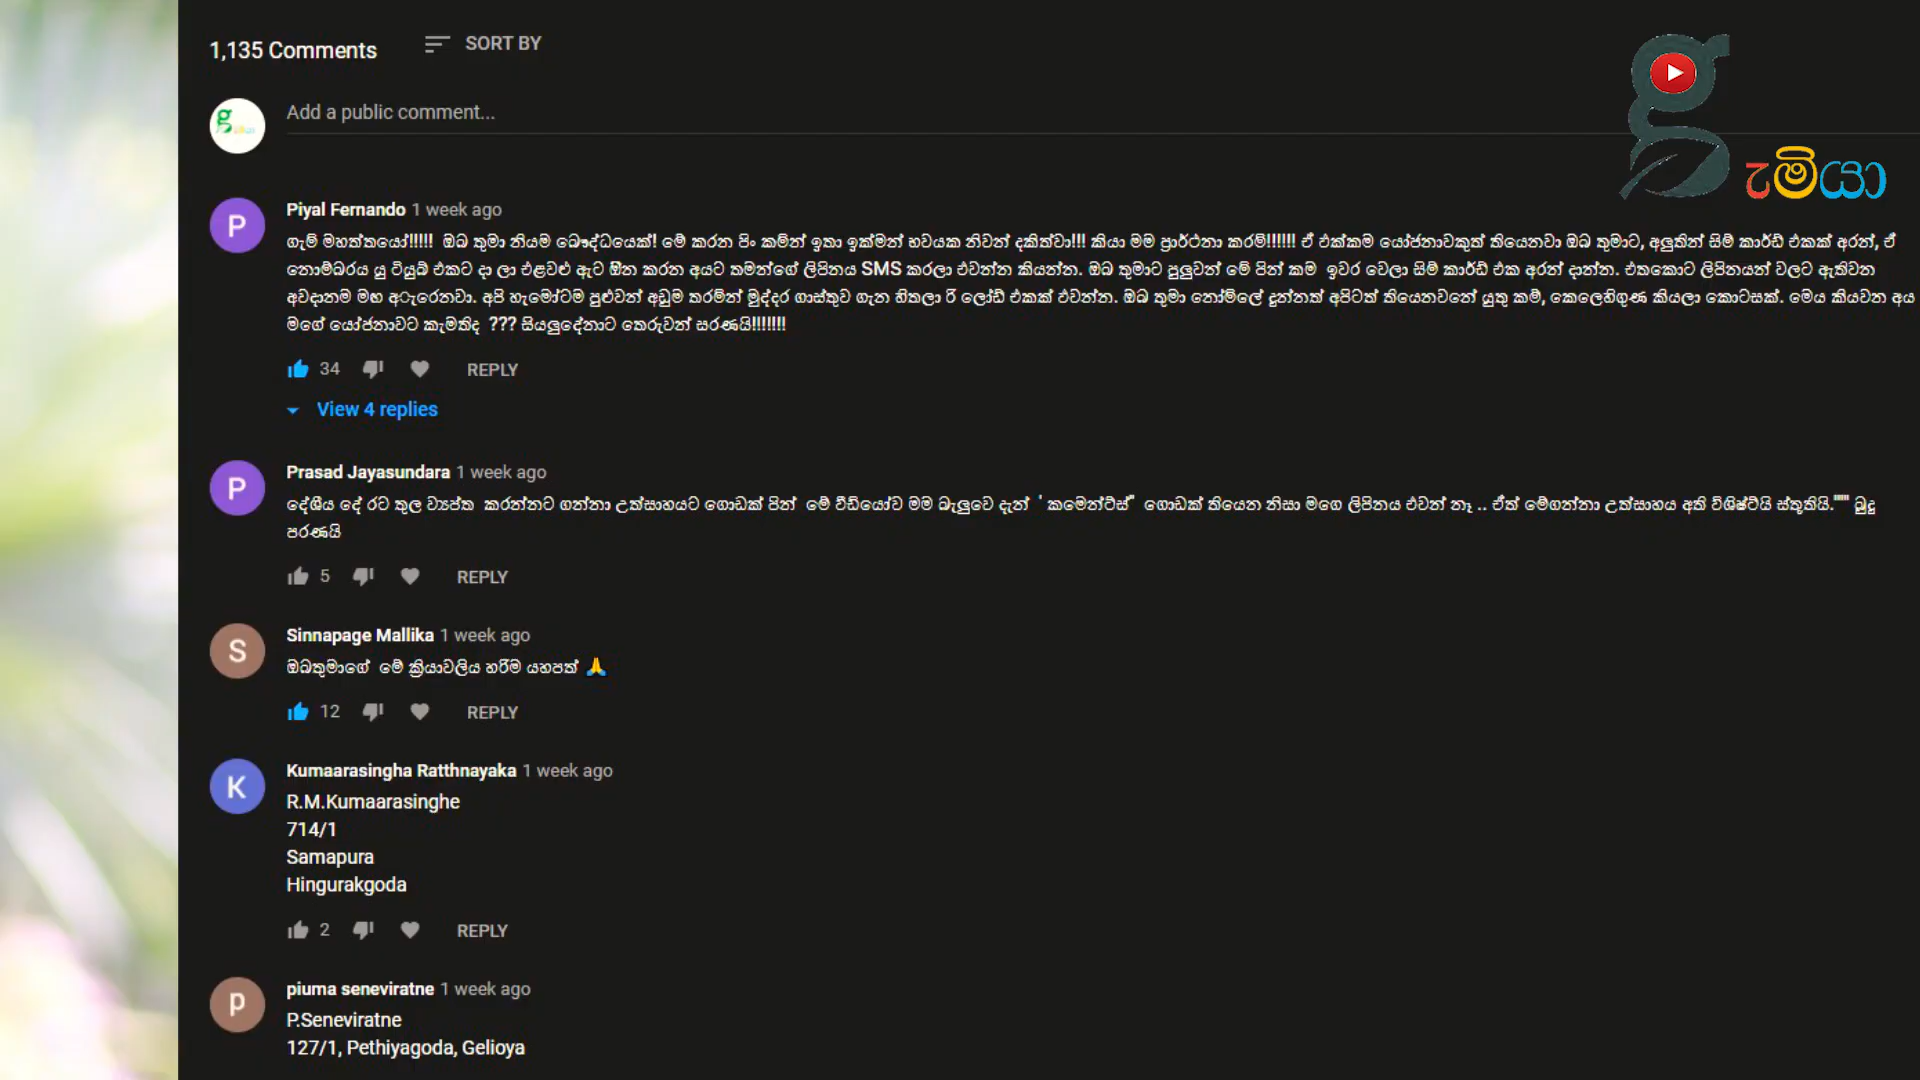 1,135 Comments
SORT BY
Add a public comment...
ගැමියා
Piyal Fernando 1 week ago
ගැමි මහත්තයෝ!!!!! ඔබ තුමා නියම බෞද්ධයෙක්! මේ කරන පිං කමින් ඉතා ඉක්මන් භවයක නිවන් දකිත්වා!!! කියා මම ප්‍රාර්ථනා කරමි!!!!!! ඒ එක්කම යෝජනාවකුත් තියෙනවා ඔබ තුමාට, අලුතින් සිම් කාර්ඩ් එකක් අරන්, ඒ
නොම්බරය යු ටියුබ් එකට දා ලා එළවළු ඇට ඕන කරන අයට තමන්ගේ ලිපිනය SMS කරලා එවන්න කියන්න. ඔබ තුමාට පුලුවන් මේ පින් කම ඉවර වෙලා සිම් කාර්ඩ් එක අරන් දාන්න. එතකොට ලිපිනයන් වලට ඇතිවන
අවදානම මඟ අැරෙනවා. අපි හැමෝටම පුළුවන් අඩුම තරමින් මුද්දර ගාස්තුව ගැන හිතලා රි ලෝඩ් එකක් එවන්න. ඔබ තුමා නෝම්ලේ දුන්නත් අපිටත් තියෙනවනේ යුතු කම්, කෙලෙහිගුණ කියලා කොටසක්. මෙය කියවන අය
මගේ යෝජනාවට කැමතිද ??? සියලුදේනාට තෙරුවන් සරණයි!!!!!!!
34 REPLY
View 4 replies
Prasad Jayasundara 1 week ago
දේශීය දේ රට තුල ව්‍යප්ත කරන්නට ගන්නා උත්සාහයට ගොඩක් පින් මේ වීඩියෝව මම බැලුවෙ දැන් ' කමෙන්ට්ස්" ගොඩක් තියෙන නිසා මගෙ ලිපිනය එවන් නෑ .. ඒත් මේගන්නා උත්සාහය අති විශිෂ්ටයි ස්තූතියි."""" බුදු
පරණයි
5 REPLY
Sinnapage Mallika 1 week ago
ඔබතුමාගේ මේ ක්‍රියාවලිය හරිම යහපත් 🙏
12 REPLY
Kumaarasingha Ratthnayaka 1 week ago
R.M.Kumaarasinghe
714/1
Samapura
Hingurakgoda
2 REPLY
piuma seneviratne 1 week ago
P.Seneviratne
127/1, Pethiyagoda, Gelioya